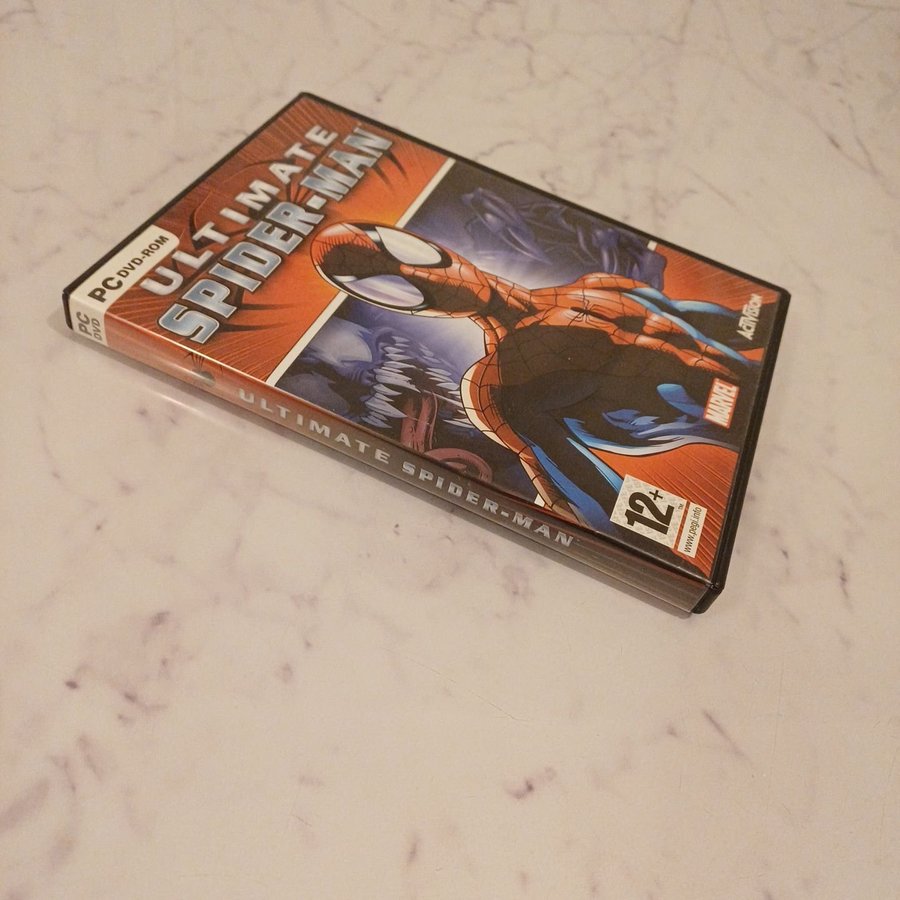 PC DVD-ROM
ULTIMATE
SPIDER-MAN
ACTIVISION
MARVEL
12+
www.pegi.info
PC
DVD
ULTIMATE SPIDER-MAN